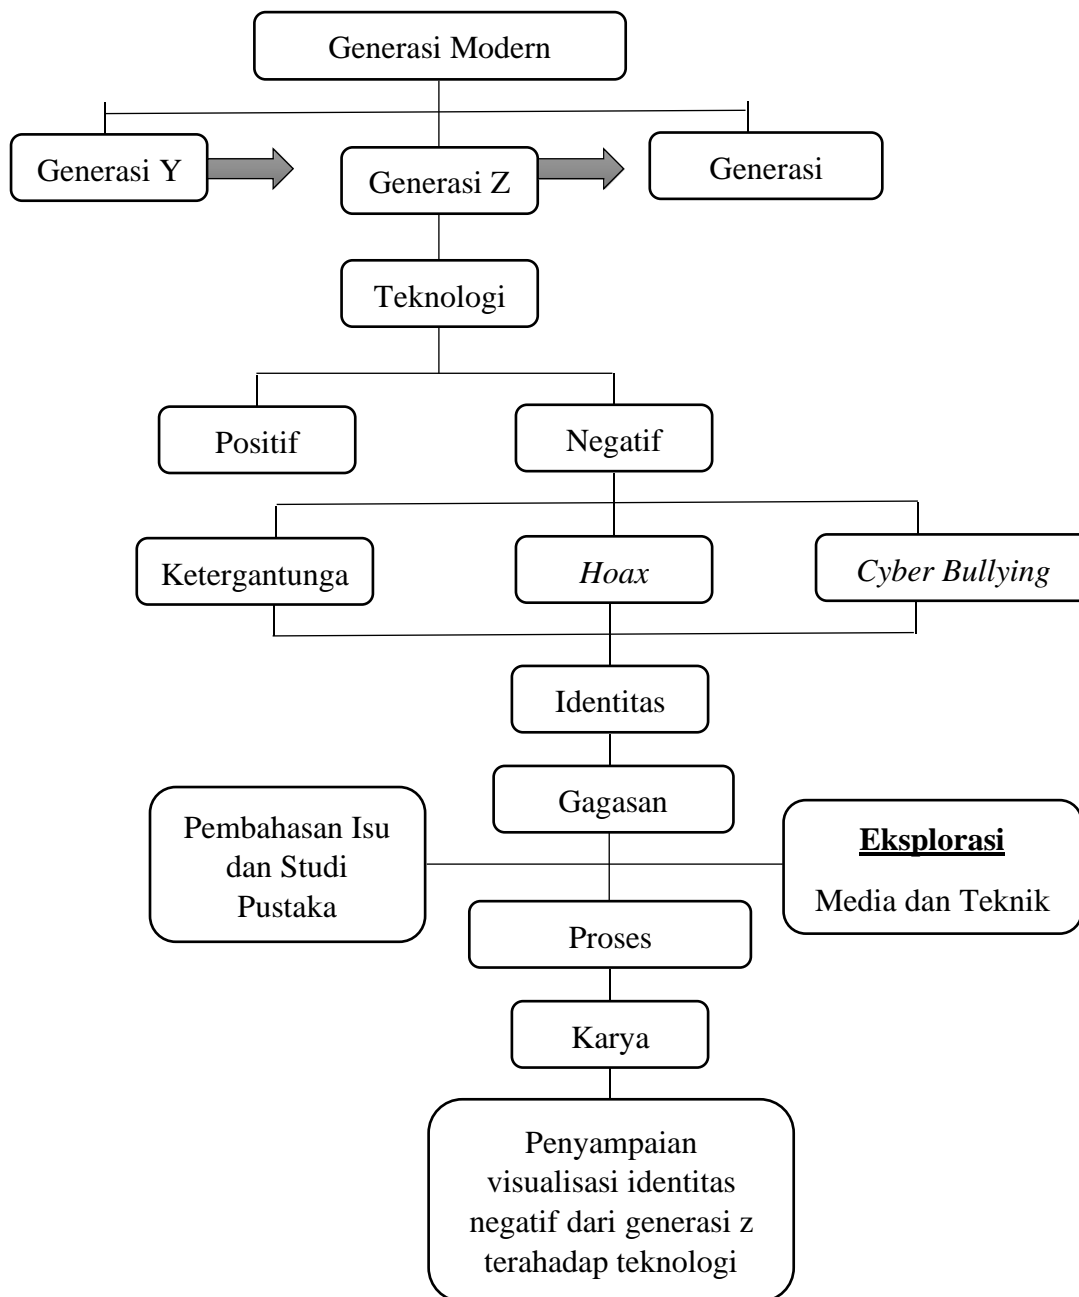 Generasi Modern
Generasi Y
Generasi Z
Generasi
Teknologi
Positif
Negatif
Ketergantunga
Hoax
Cyber Bullying
Identitas
Gagasan
Pembahasan Isu
dan Studi
Pustaka
Eksplorasi
Media dan Teknik
Proses
Karya
Penyampaian
visualisasi identitas
negatif dari generasi z
terahadap teknologi